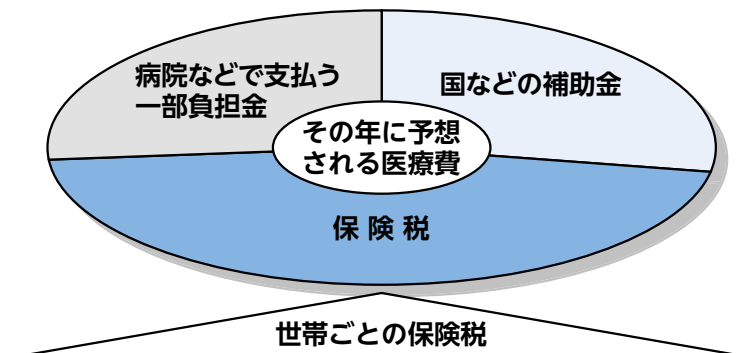 病院などで支払う
一部負担金
国などの補助金
その年に予想
される医療費
保険税
世帯ごとの保険税